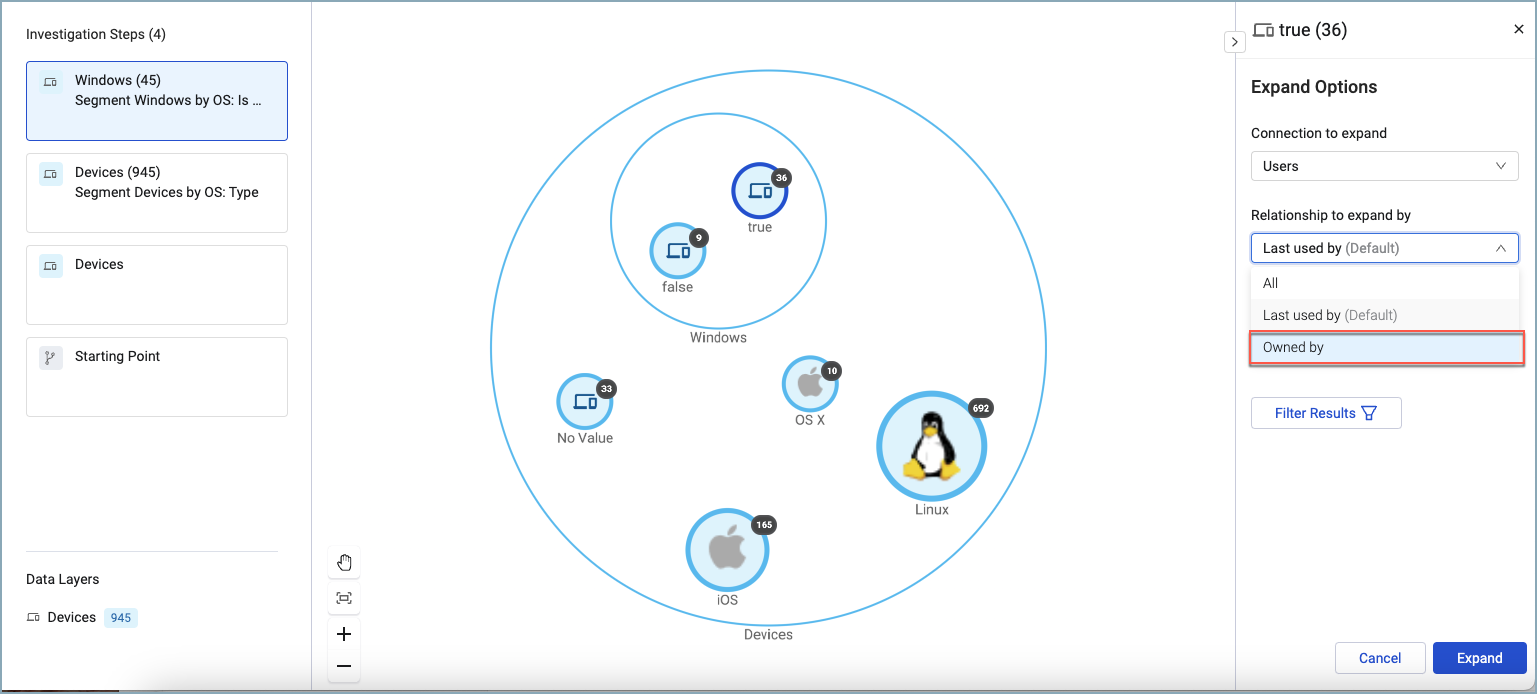 Investigation Steps (4)
Windows (45)
Segment Windows by OS: Is ...
Devices (945)
Segment Devices by OS: Type
Devices
Starting Point
Data Layers
Devices 945
36
true
9
false
Windows
33
No Value
10
OS X
692
Linux
165
iOS
Devices
true (36)
Expand Options
Connection to expand
Users
Relationship to expand by
Last used by (Default)
All
Last used by (Default)
Owned by
Filter Results
Cancel
Expand